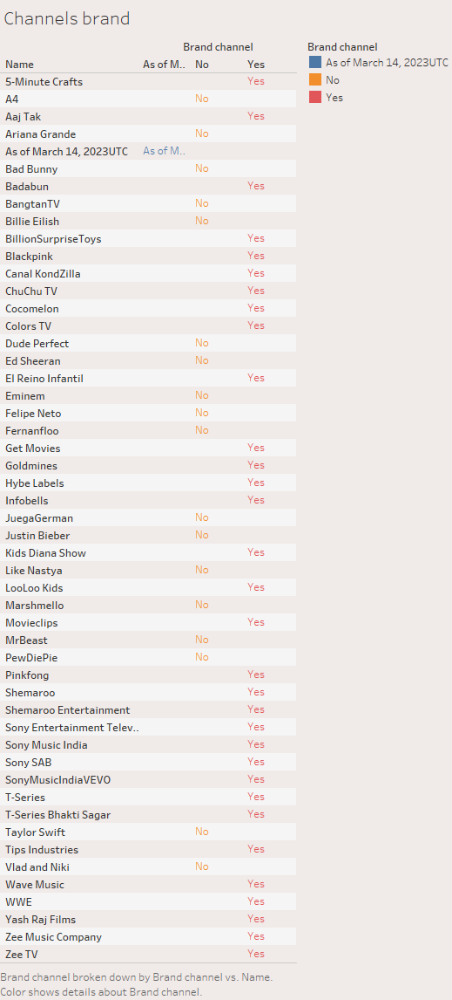 Channels brand
Brand channel
Name As of M.. No Yes
5-Minute Crafts Yes
A4 No
Aaj Tak Yes
Ariana Grande No
As of March 14, 2023UTC As of M..
Bad Bunny No
Badabun Yes
BangtanTV No
Billie Eilish No
BillionSurpriseToys Yes
Blackpink Yes
Canal KondZilla Yes
ChuChu TV Yes
Cocomelon Yes
Colors TV Yes
Dude Perfect No
Ed Sheeran No
El Reino Infantil Yes
Eminem No
Felipe Neto No
Fernanfloo No
Get Movies Yes
Goldmines Yes
Hybe Labels Yes
Infobells Yes
JuegaGerman No
Justin Bieber No
Kids Diana Show Yes
Like Nastya No
LooLoo Kids Yes
Marshmello No
Movieclips Yes
MrBeast No
PewDiePie No
Pinkfong Yes
Shemaroo Yes
Shemaroo Entertainment Yes
Sony Entertainment Telev.. Yes
Sony Music India Yes
Sony SAB Yes
SonyMusicIndiaVEVO Yes
T-Series Yes
T-Series Bhakti Sagar Yes
Taylor Swift No
Tips Industries Yes
Vlad and Niki No
Wave Music Yes
WWE Yes
Yash Raj Films Yes
Zee Music Company Yes
Zee TV Yes
Brand channel broken down by Brand channel vs. Name.
Color shows details about Brand channel.
Brand channel
As of March 14, 2023UTC
No
Yes